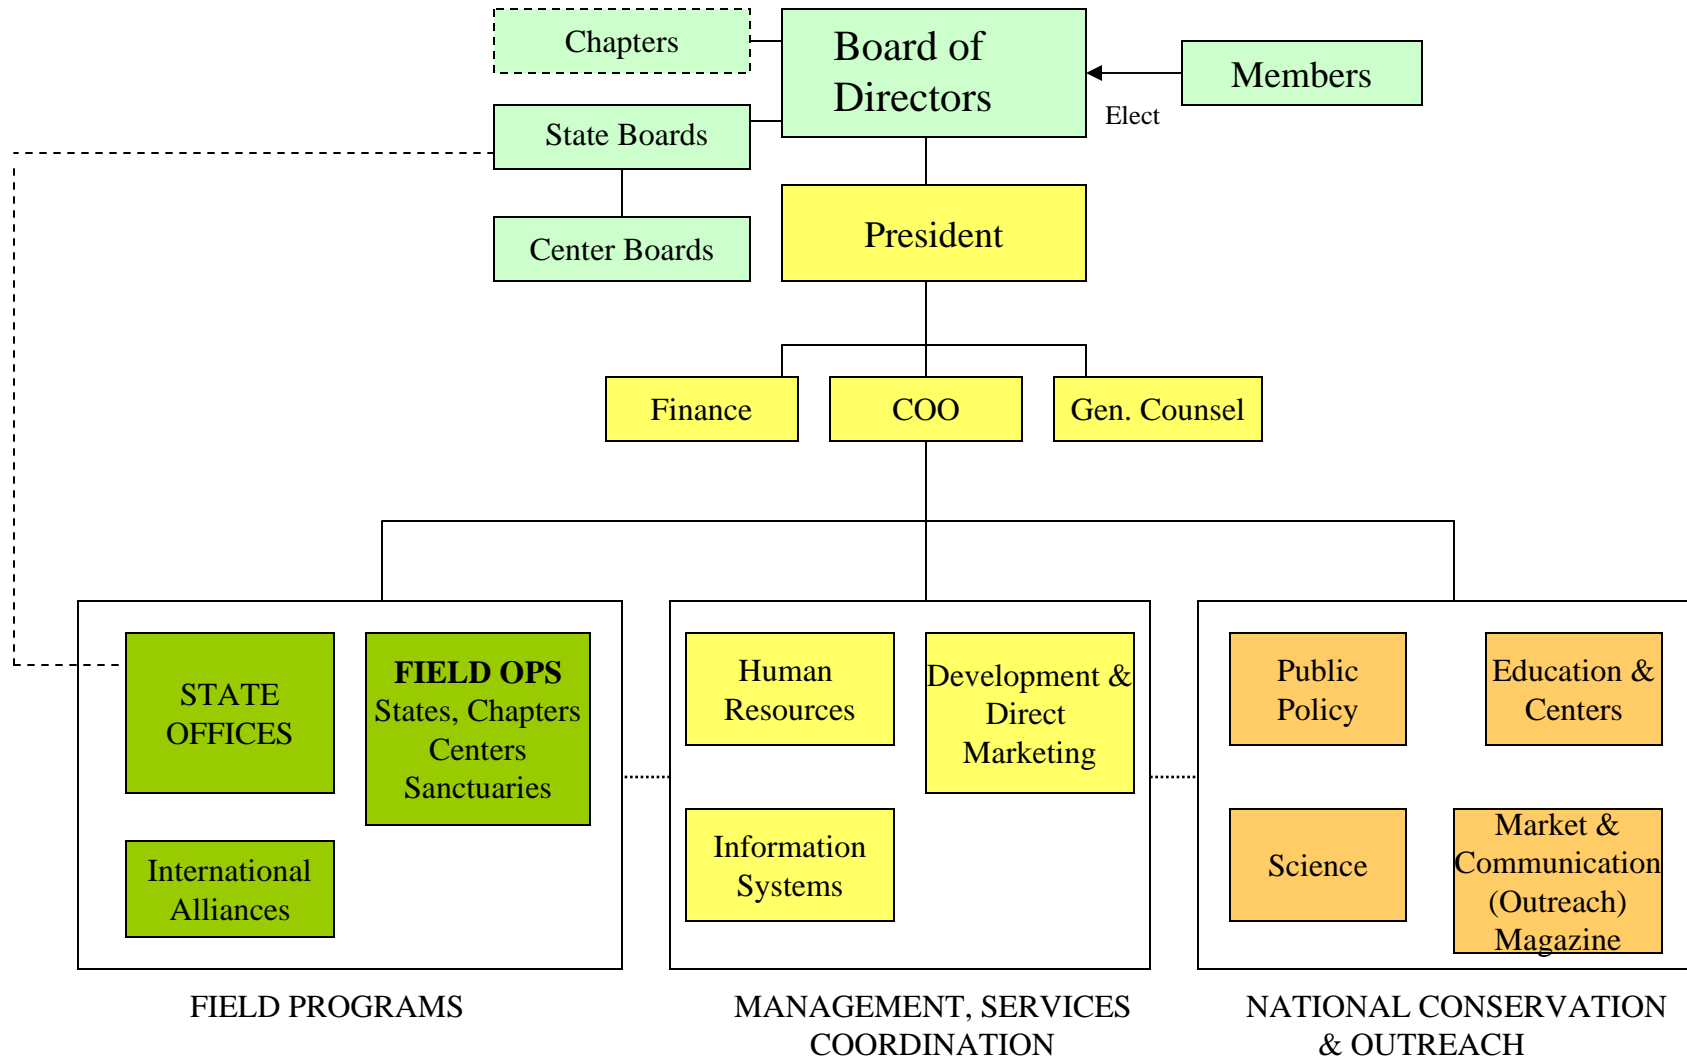 Chapters
Board of
Directors
Members
Elect
State Boards
Center Boards
President
Finance
COO
Gen. Counsel
STATE
OFFICES
FIELD OPS
States, Chapters
Centers
Sanctuaries
International
Alliances
Human
Resources
Development &
Direct
Marketing
Information
Systems
Public
Policy
Education &
Centers
Science
Market &
Communication
(Outreach)
Magazine
FIELD PROGRAMS
MANAGEMENT, SERVICES
COORDINATION
NATIONAL CONSERVATION
& OUTREACH